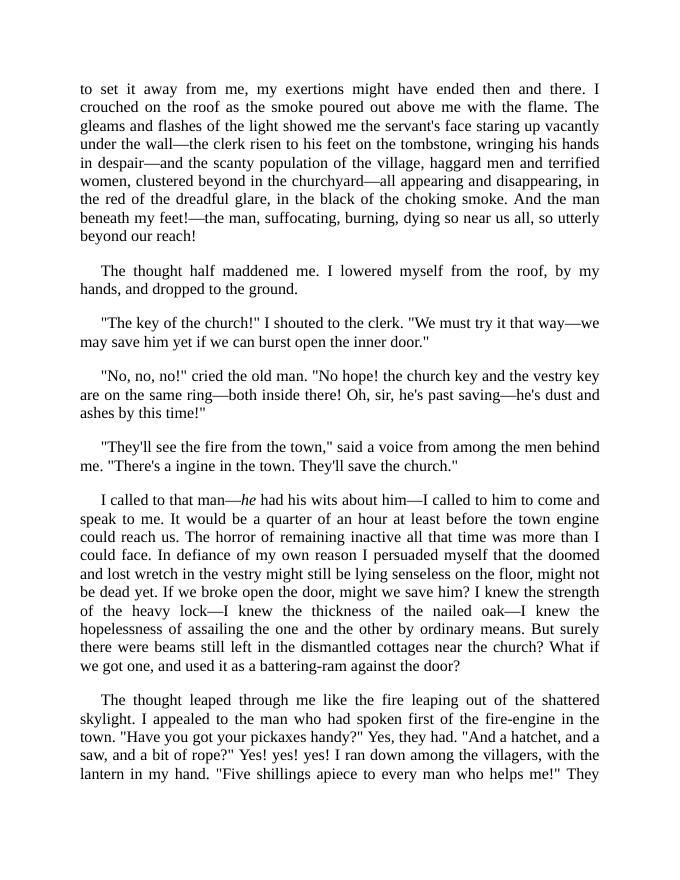 to set it away from me, my exertions might have ended then and there. I
crouched on the roof as the smoke poured out above me with the flame. The
gleams and flashes of the light showed me the servant's face staring up vacantly
under the wall—the clerk risen to his feet on the tombstone, wringing his hands
in despair—and the scanty population of the village, haggard men and terrified
women, clustered beyond in the churchyard—all appearing and disappearing, in
the red of the dreadful glare, in the black of the choking smoke. And the man
beneath my feet!—the man, suffocating, burning, dying so near us all, so utterly
beyond our reach!
The thought half maddened me. I lowered myself from the roof, by my
hands, and dropped to the ground.
"The key of the church!" I shouted to the clerk. "We must try it that way—we
may save him yet if we can burst open the inner door."
"No, no, no!" cried the old man. "No hope! the church key and the vestry key
are on the same ring—both inside there! Oh, sir, he's past saving—he's dust and
ashes by this time!"
"They'll see the fire from the town," said a voice from among the men behind
me. "There's a ingine in the town. They'll save the church."
I called to that man—he had his wits about him—I called to him to come and
speak to me. It would be a quarter of an hour at least before the town engine
could reach us. The horror of remaining inactive all that time was more than I
could face. In defiance of my own reason I persuaded myself that the doomed
and lost wretch in the vestry might still be lying senseless on the floor, might not
be dead yet. If we broke open the door, might we save him? I knew the strength
of the heavy lock—I knew the thickness of the nailed oak—I knew the
hopelessness of assailing the one and the other by ordinary means. But surely
there were beams still left in the dismantled cottages near the church? What if
we got one, and used it as a battering-ram against the door?
The thought leaped through me like the fire leaping out of the shattered
skylight. I appealed to the man who had spoken first of the fire-engine in the
town. "Have you got your pickaxes handy?" Yes, they had. "And a hatchet, and a
saw, and a bit of rope?" Yes! yes! yes! I ran down among the villagers, with the
lantern in my hand. "Five shillings apiece to every man who helps me!" They